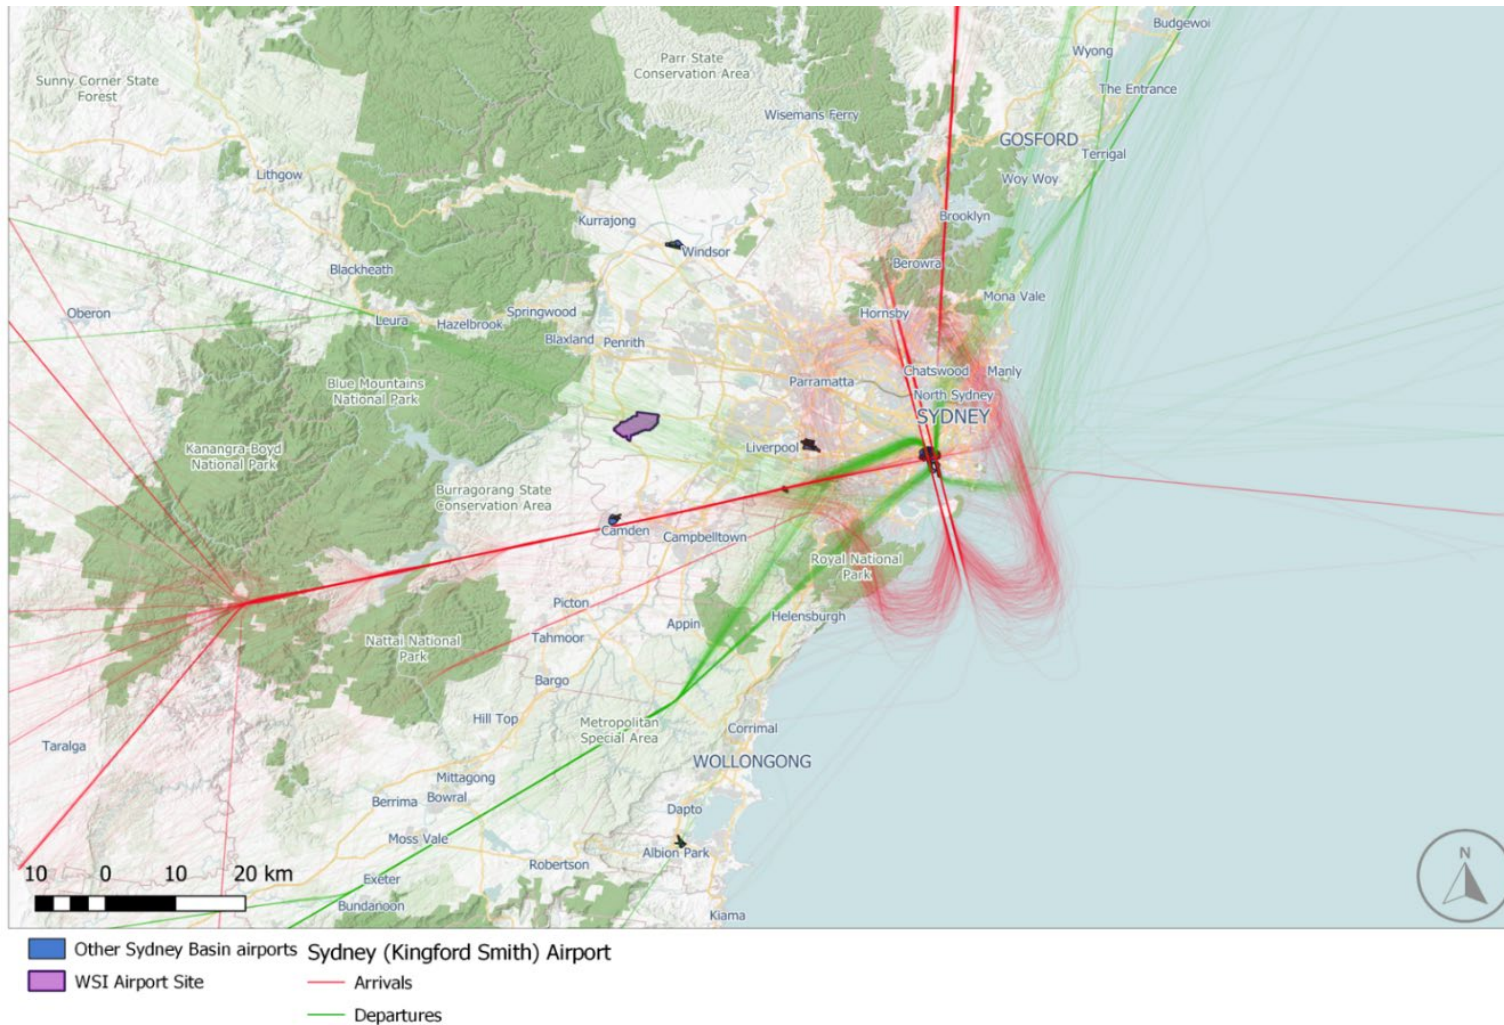 Budgewoi
Wyong
Parr State
Conservation Area
Sunny Corner State
Forest
The Entrance
Wisemans Ferry
GOSFORD
Terrigal
Lithgow
Woy Woy
Kurrajong
Brooklyn
Windsor
Berowra
Blackheath
Mona Vale
Oberon
Springwood
Hornsby
Leura
Hazelbrook
Blaxland
Penrith
Chatswood
Manly
Parramatta
Blue Mountains
National Park
North Sydney
SYDNEY
Liverpool
Kanangra-Boyd
National Park
Burragorang State
Conservation Area
Camden
Campbelltown
Royal National
Park
Picton
Helensburgh
Appin
Tahmoor
Nattai National
Park
Bargo
Hill Top
Metropolitan
Special Area
Corrimal
Taralga
WOLLONGONG
Mittagong
Berrima
Bowral
Dapto
Moss Vale
Albion Park
Robertson
10 0 10 20 km
Exeter
Bundanoon
Kiama
N
Other Sydney Basin airports
WSI Airport Site
Sydney (Kingford Smith) Airport
Arrivals
Departures